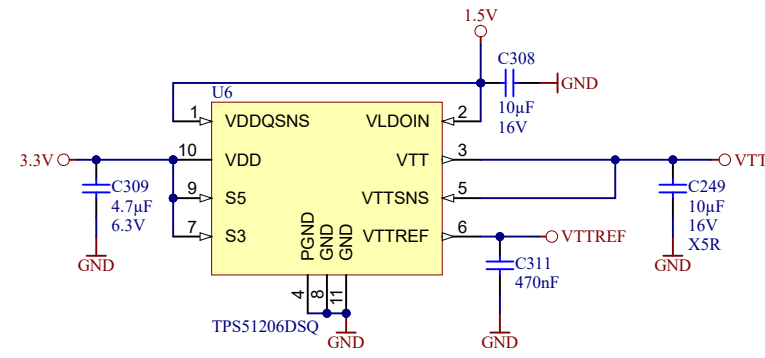 1.5V
C308
GND
10µF
16V
U6
1 VDDQSNS VLDOIN 2
3.3V 10 VDD VTT 3 VTT
C309 9 S5 VTTSNS 5 C249
4.7µF 10µF
6.3V 7 S3 VTTREF 6 VTTREF 16V
X5R
GND PGND GND GND C311 GND
470nF
4 8 11
TPS51206DSQ
GND GND